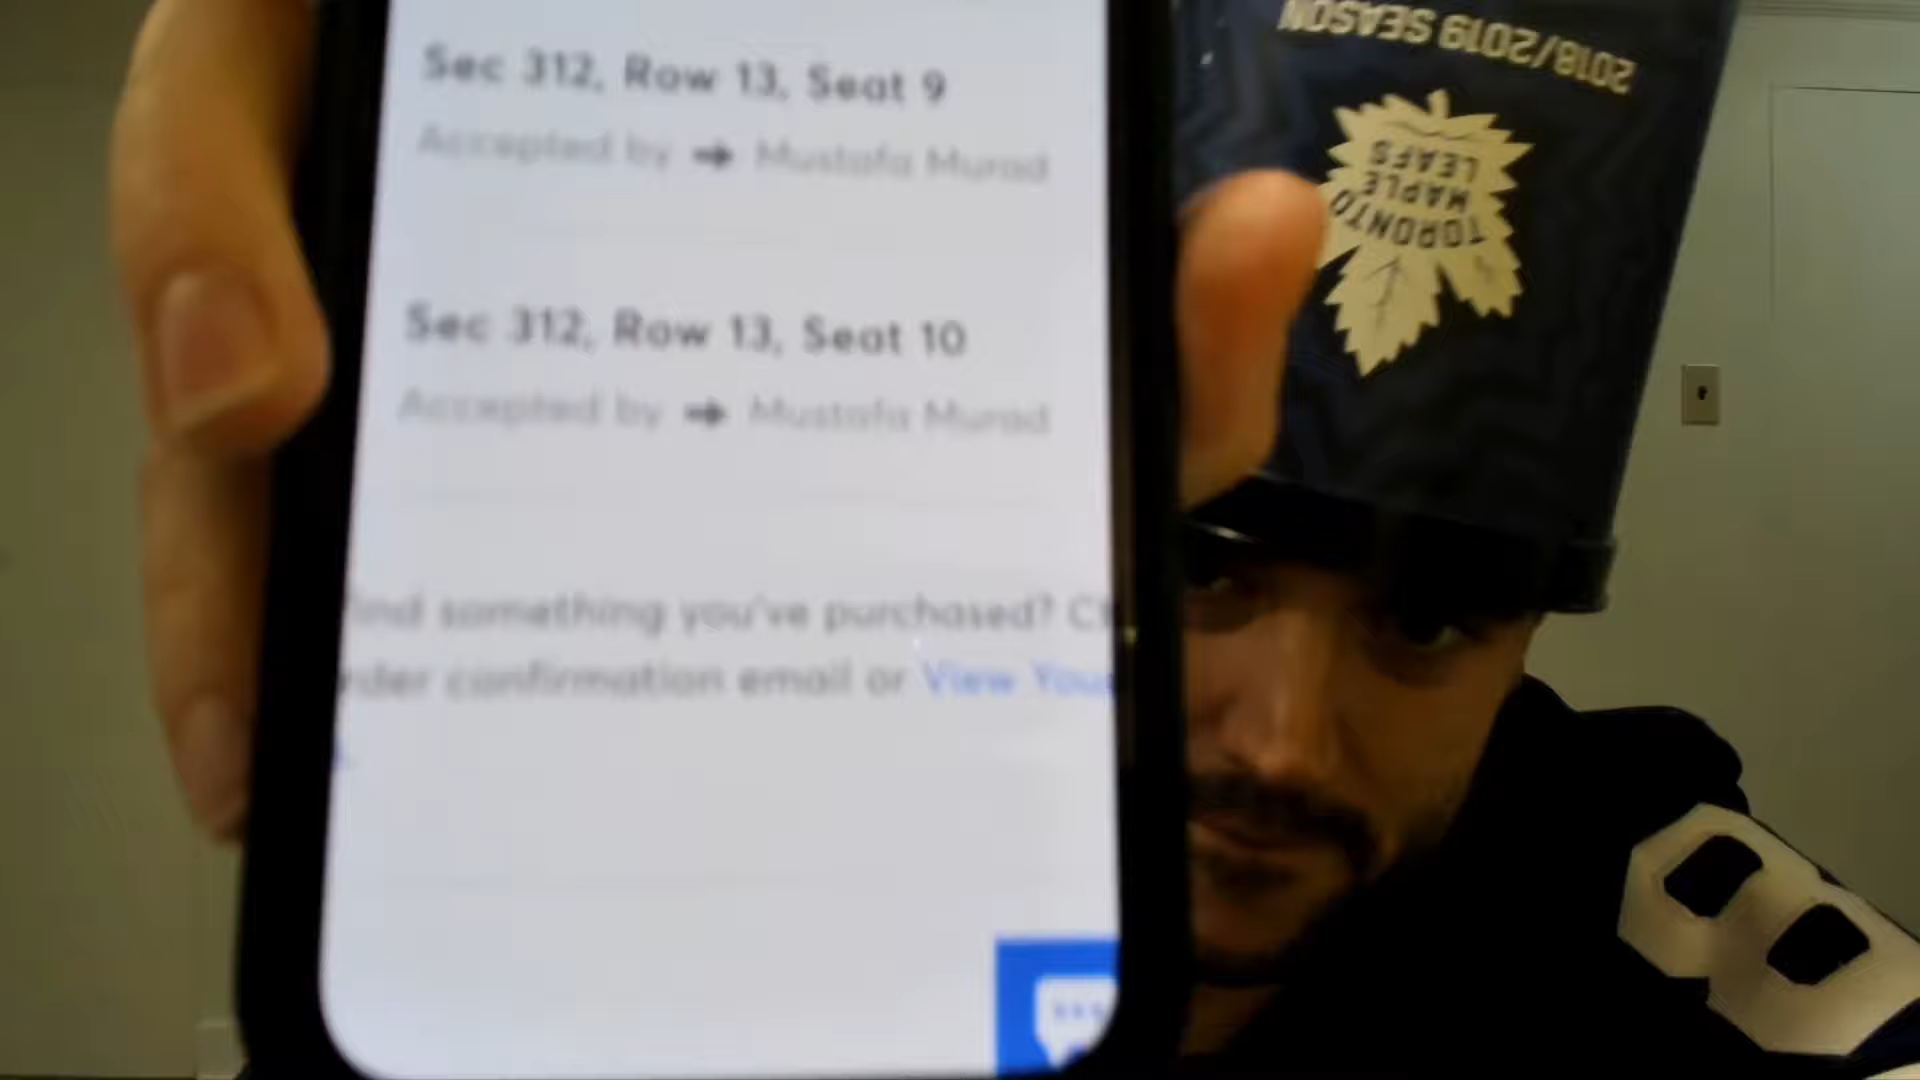 Sec 312, Row 13, Seat 9
Accepted by → Mustafa Murad
Sec 312, Row 13, Seat 10
Accepted by → Mustafa Murad
find something you've purchased? C
rder confirmation email or View You
2018/2019 SEASON
TORONTO
MAPLE
LEAFS